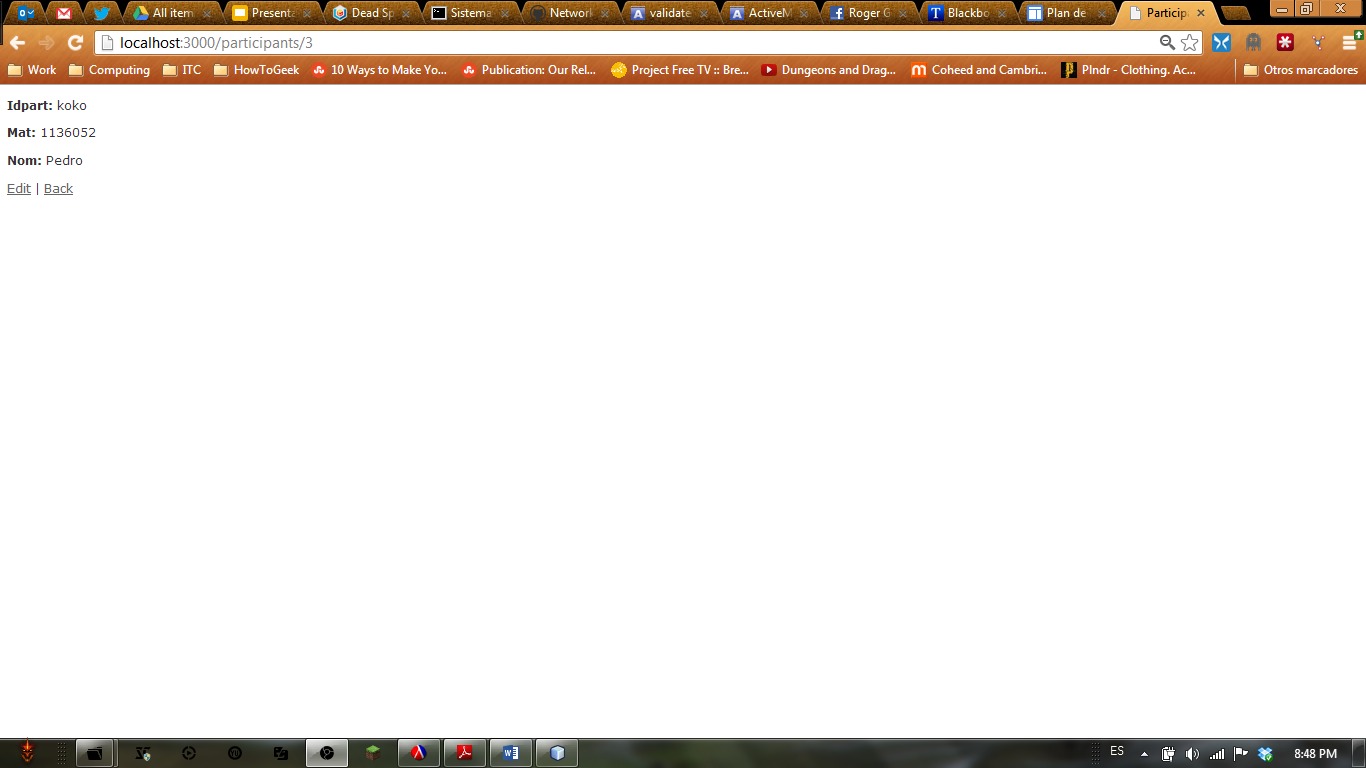 All item
Presenta
Dead Sp
Sistema
Network
validate
ActiveM
Roger G
Blackbo
Plan de
Particip
localhost:3000/participants/3
Work
Computing
ITC
HowToGeek
10 Ways to Make Yo...
Publication: Our Rel...
Project Free TV :: Bre...
Dungeons and Drag...
Coheed and Cambri...
Plndr - Clothing. Ac...
Otros marcadores
Idpart: koko
Mat: 1136052
Nom: Pedro
Edit | Back
ES
8:48 PM